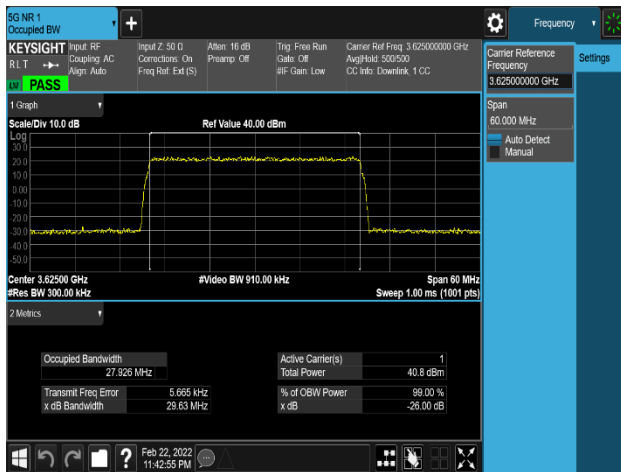 5G NR 1
Occupied BW
Frequency
KEYSIGHT
RLT
PASS
Input: RF
Coupling: AC
Align: Auto
Input Z: 50 Ω
Corrections: On
Freq Ref: Ext (S)
Atten: 16 dB
Preamp: Off
Trig: Free Run
Gate: Off
#IF Gain: Low
Carrier Ref Freq: 3.625000000 GHz
Avg|Hold: 500/500
CC Info: Downlink, 1 CC
Carrier Reference
Frequency
3.625000000 GHz
Settings
Span
60.000 MHz
Auto Detect
Manual
1 Graph
Scale/Div 10.0 dB
Ref Value 40.00 dBm
Log
30.0
20.0
10.0
0.00
-10.0
-20.0
-30.0
-40.0
-50.0
Center 3.62500 GHz
#Video BW 910.00 kHz
Span 60 MHz
#Res BW 300.00 kHz
Sweep 1.00 ms (1001 pts)
2 Metrics
Occupied Bandwidth
27.926 MHz
Active Carrier(s) 1
Total Power 40.8 dBm
Transmit Freq Error 5.665 kHz
x dB Bandwidth 29.63 MHz
% of OBW Power 99.00 %
x dB -26.00 dB
?
Feb 22, 2022
11:42:55 PM